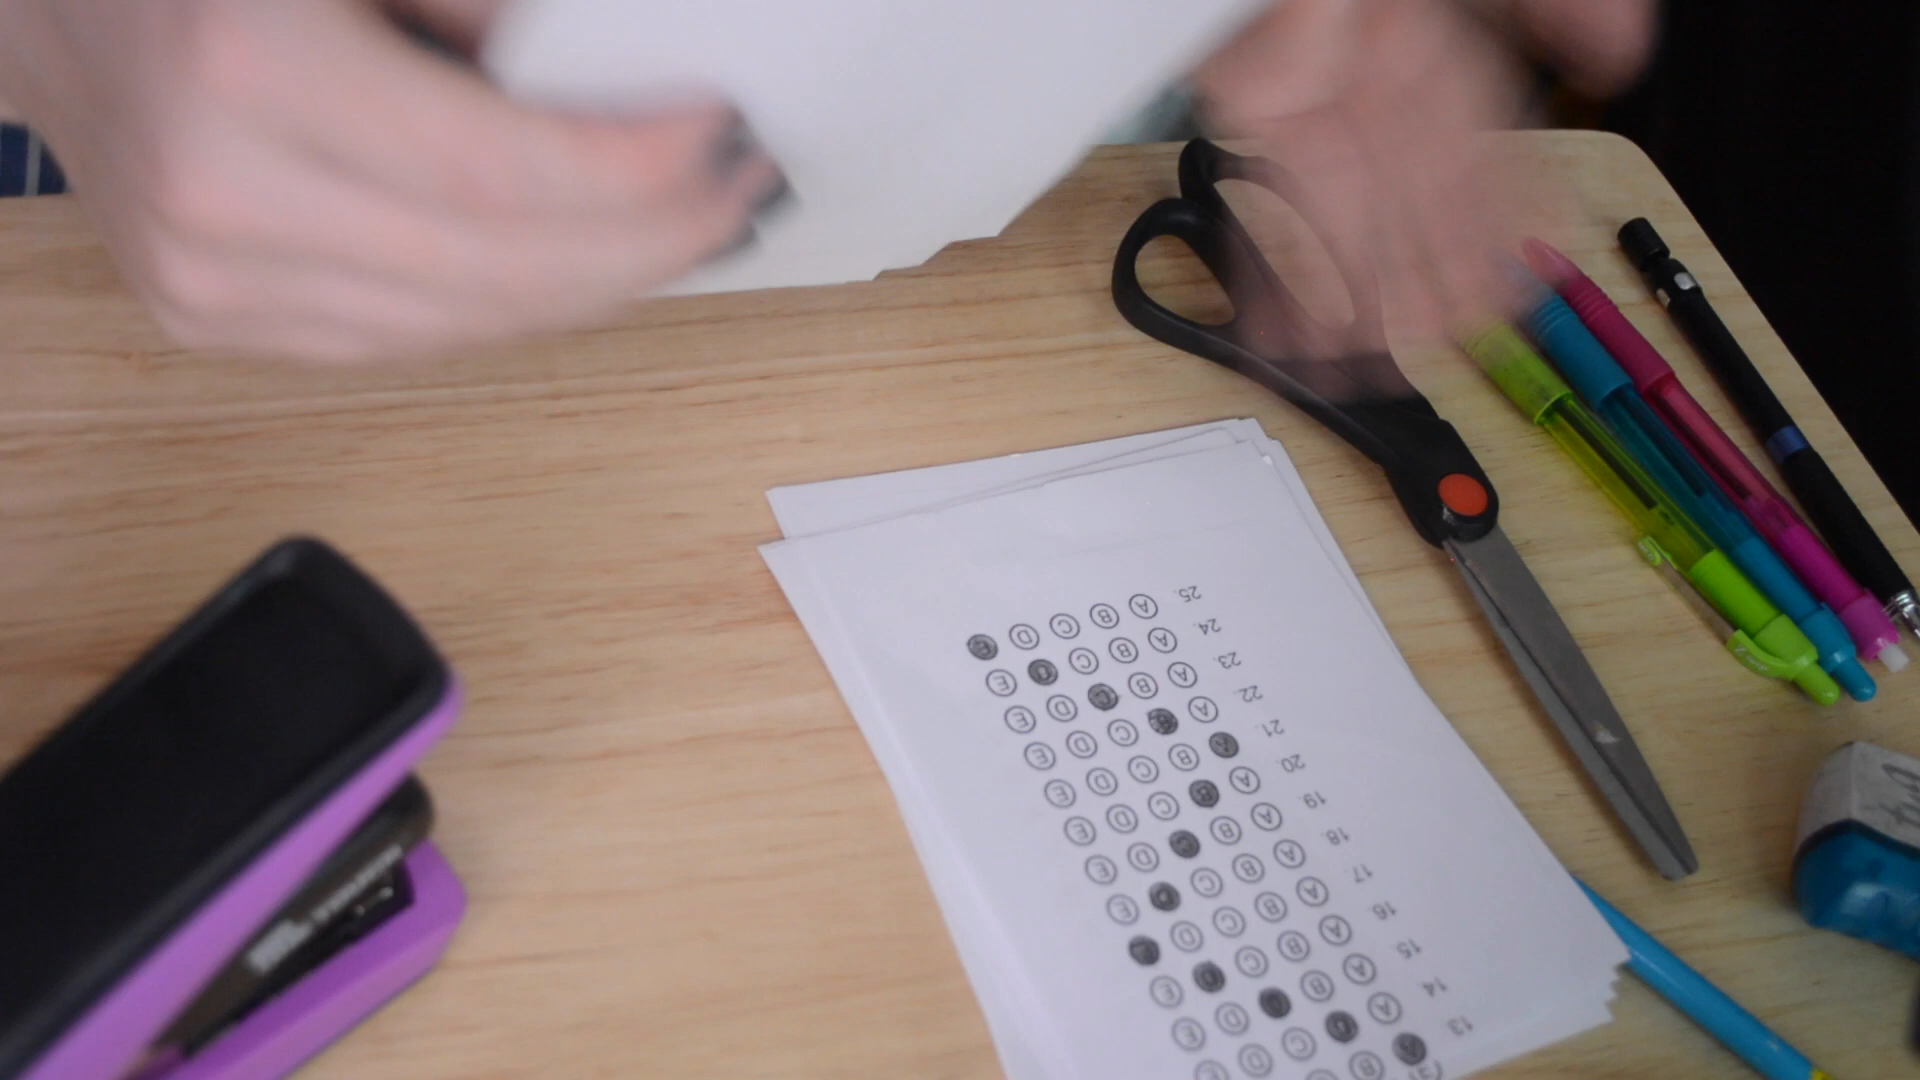 13. A B C D E
14. A B C D E
15. A B C D E
16. A B C D E
17. A B C D E
18. A B C D E
19. A B C D E
20. A B C D E
21. A B C D E
22. A B C D E
23. A B C D E
24. A B C D E
25. A B C D E